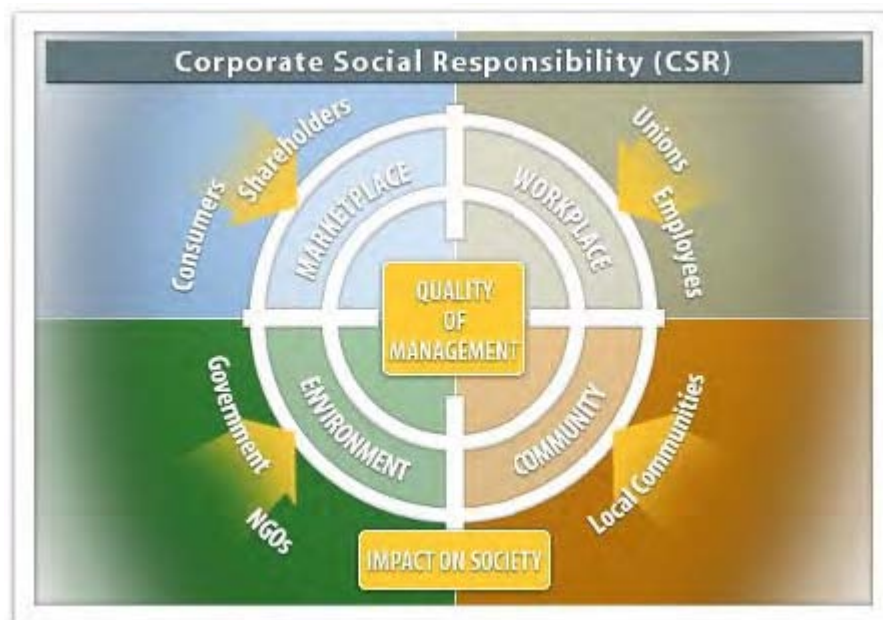 Corporate Social Responsibility (CSR)
Consumers
Shareholders
MARKETPLACE
WORKPLACE
Unions
Employees
QUALITY
OF
MANAGEMENT
Government
NGOs
ENVIRONMENT
COMMUNITY
Local Communities
IMPACT ON SOCIETY